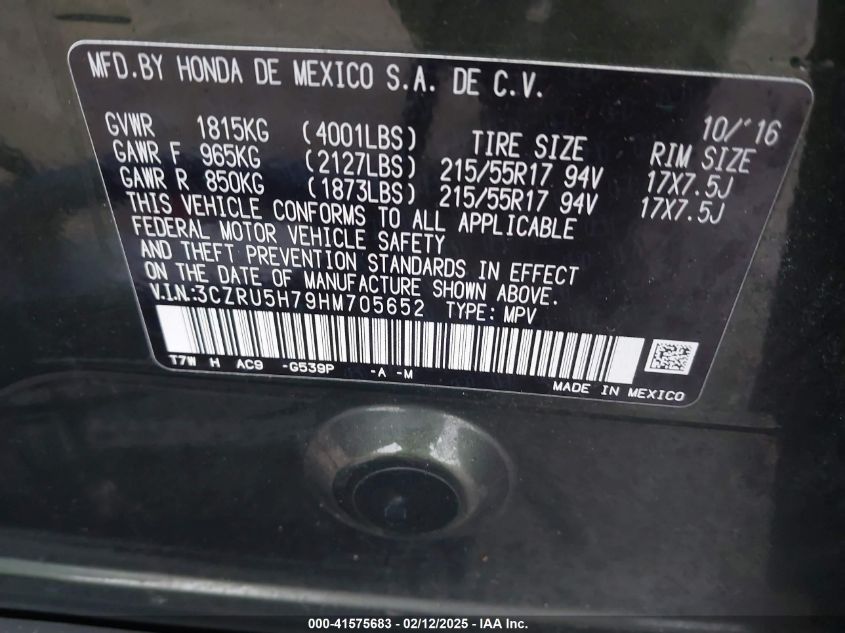 MFD.BY HONDA DE MEXICO S.A. DE C.V.
10/'16
GVWR 1815KG (4001LBS) TIRE SIZE RIM SIZE
GAWR F 965KG (2127LBS) 215/55R17 94V 17X7.5J
GAWR R 850KG (1873LBS) 215/55R17 94V 17X7.5J
THIS VEHICLE CONFORMS TO ALL APPLICABLE
FEDERAL MOTOR VEHICLE SAFETY
AND THEFT PREVENTION STANDARDS IN EFFECT
ON THE DATE OF MANUFACTURE SHOWN ABOVE.
V.I.N.:3CZRU5H79HM705652 TYPE: MPV
T7W H AC9 -G539P -A -M
MADE IN MEXICO
000-41575683 - 02/12/2025 - IAA Inc.